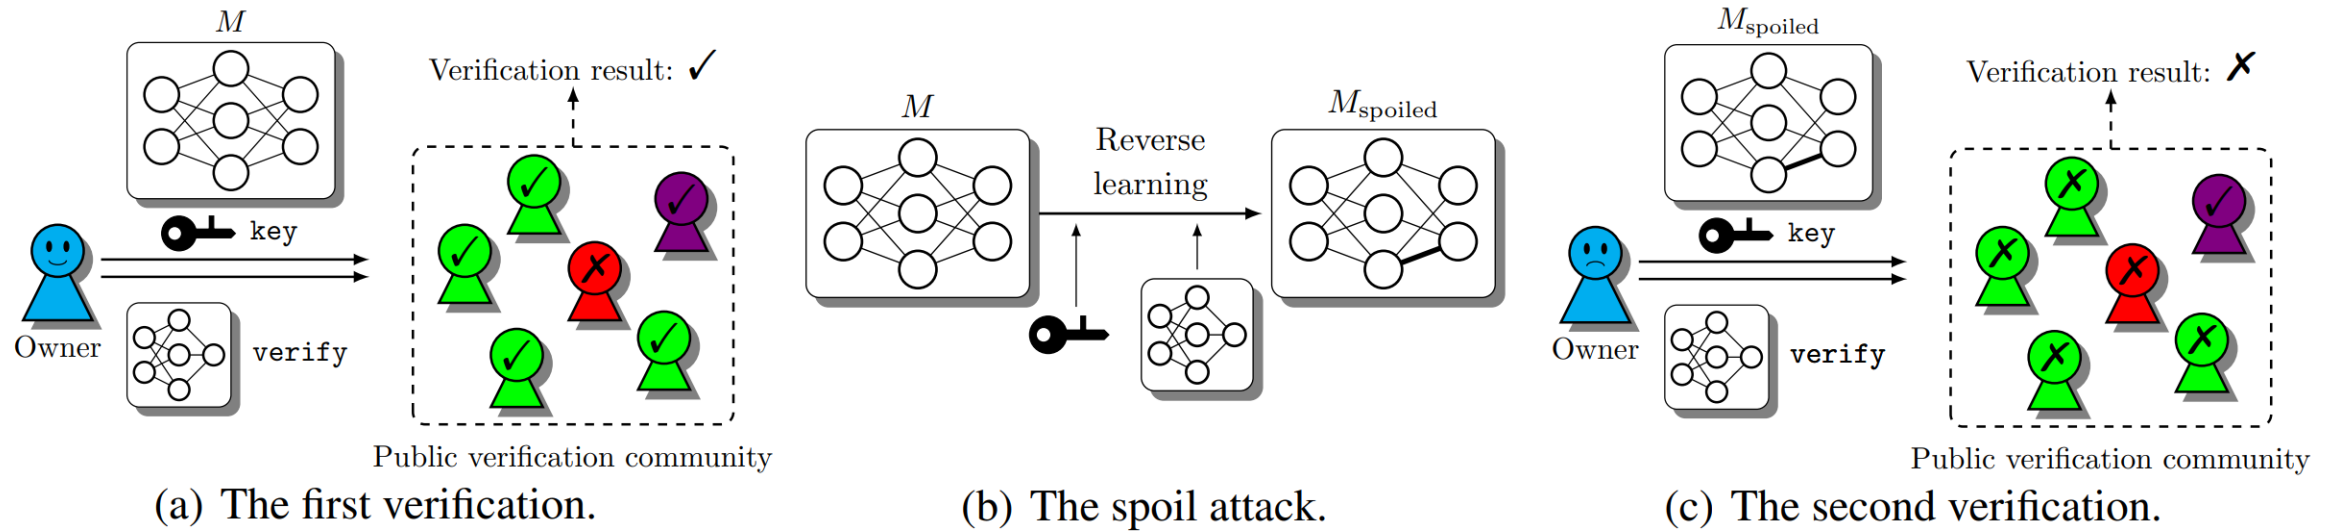 M
Verification result: ✓
key
Owner
verify
Public verification community
(a) The first verification.
M
Reverse
learning
M_spoiled
(b) The spoil attack.
M_spoiled
Verification result: ✗
key
Owner
verify
Public verification community
(c) The second verification.